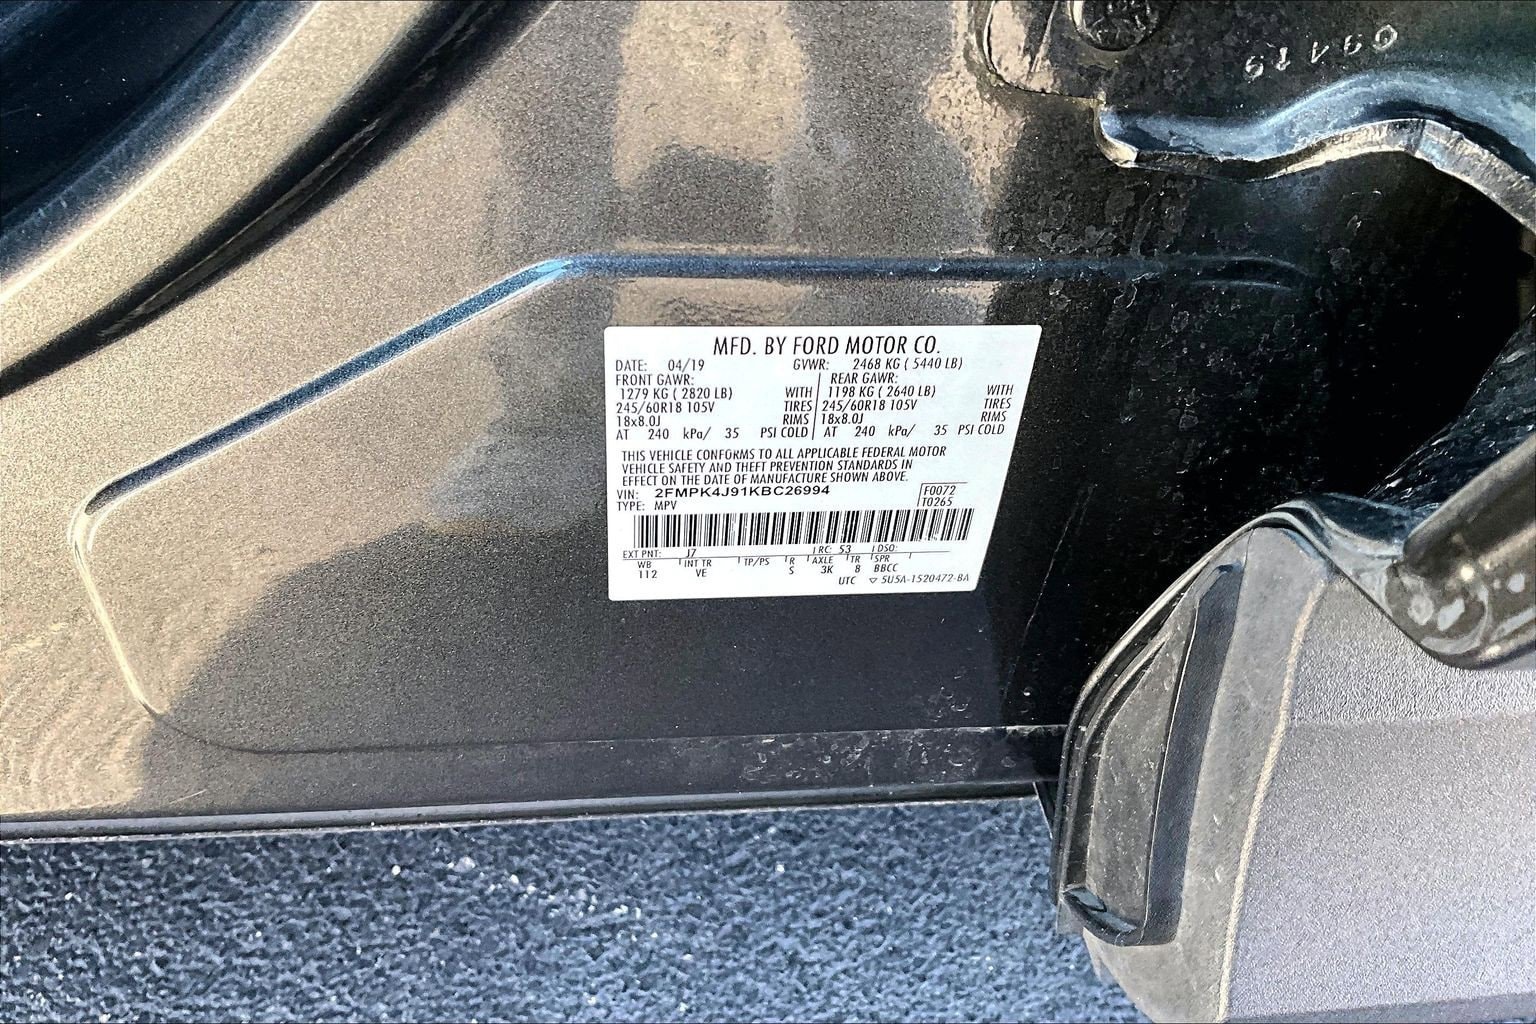 69419
MFD. BY FORD MOTOR CO.
DATE: 04/19 GVWR: 2468 KG ( 5440 LB)
FRONT GAWR: REAR GAWR:
1279 KG ( 2820 LB) WITH 1198 KG ( 2640 LB) WITH
245/60R18 105V TIRES 245/60R18 105V TIRES
18x8.0J RIMS 18x8.0J RIMS
AT 240 kPa/ 35 PSI COLD AT 240 kPa/ 35 PSI COLD
THIS VEHICLE CONFORMS TO ALL APPLICABLE FEDERAL MOTOR
VEHICLE SAFETY AND THEFT PREVENTION STANDARDS IN
EFFECT ON THE DATE OF MANUFACTURE SHOWN ABOVE.
VIN: 2FMPK4J91KBC26994 F0072
TYPE: MPV T0265
EXT PNT: J7 RC: 53 DSO:
WB INT TR TP/PS R AXLE TR SPR
112 VE S 3K 8 BBCC
UTC ▽ 5U5A-1520472-BA